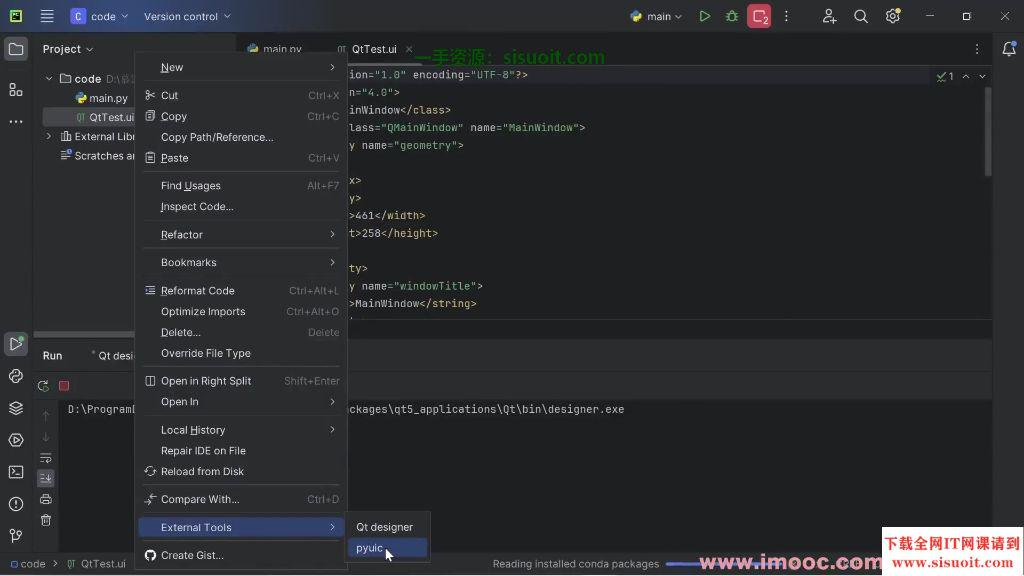 C code Version control main 2
Project
main.py QtTest.ui
一手资源：sisuoit.com
code D:\
main.py
QtTest.ui
External Lib
Scratches an
New
Cut Ctrl+X
Copy Ctrl+C
Copy Path/Reference...
Paste Ctrl+V
Find Usages Alt+F7
Inspect Code...
Refactor
Bookmarks
Reformat Code Ctrl+Alt+L
Optimize Imports Ctrl+Alt+O
Delete... Delete
Override File Type
Open in Right Split Shift+Enter
Open In
Local History
Repair IDE on File
Reload from Disk
Compare With... Ctrl+D
External Tools
Create Gist...
Qt designer
pyuic
ion="1.0" encoding="UTF-8"?>
n="4.0">
inWindow</class>
lass="QMainWindow" name="MainWindow">
y name="geometry">
x>
y>
>461</width>
t>258</height>
ty>
y name="windowTitle">
>MainWindow</string>
1
Run Qt desi
D:\Program ckages\qt5_applications\Qt\bin\designer.exe
code > QtTest.ui
Reading installed conda packages
www.imooc.com
下载全网IT网课请到
www.sisuoit.com